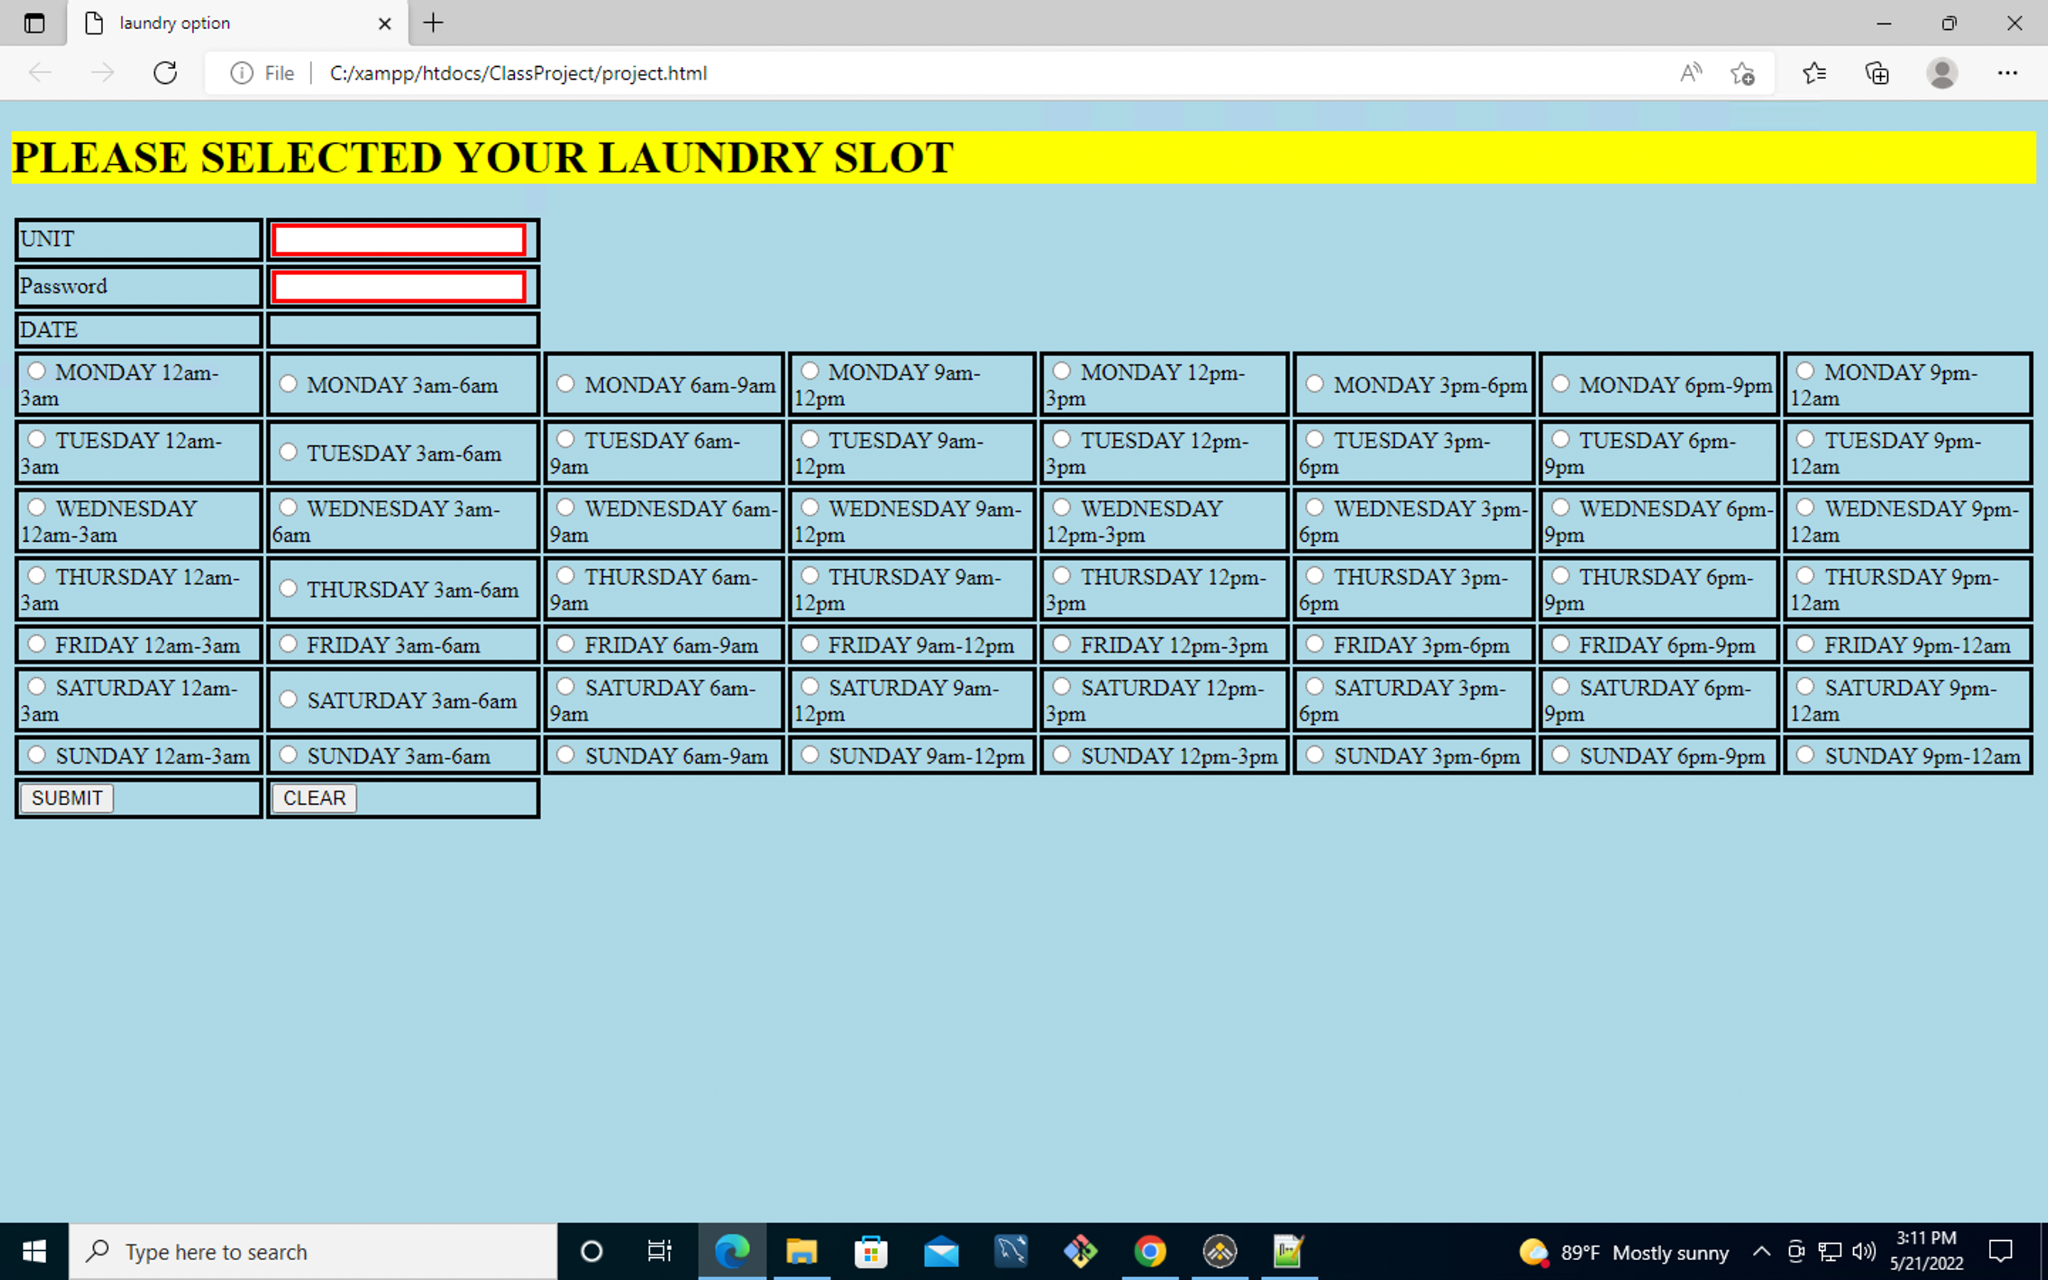 laundry option
File C:/xampp/htdocs/ClassProject/project.html
PLEASE SELECTED YOUR LAUNDRY SLOT
UNIT
Password
DATE
MONDAY 12am-
3am
MONDAY 3am-6am
MONDAY 6am-9am
MONDAY 9am-
12pm
MONDAY 12pm-
3pm
MONDAY 3pm-6pm
MONDAY 6pm-9pm
MONDAY 9pm-
12am
TUESDAY 12am-
3am
TUESDAY 3am-6am
TUESDAY 6am-
9am
TUESDAY 9am-
12pm
TUESDAY 12pm-
3pm
TUESDAY 3pm-
6pm
TUESDAY 6pm-
9pm
TUESDAY 9pm-
12am
WEDNESDAY
12am-3am
WEDNESDAY 3am-
6am
WEDNESDAY 6am-
9am
WEDNESDAY 9am-
12pm
WEDNESDAY
12pm-3pm
WEDNESDAY 3pm-
6pm
WEDNESDAY 6pm-
9pm
WEDNESDAY 9pm-
12am
THURSDAY 12am-
3am
THURSDAY 3am-6am
THURSDAY 6am-
9am
THURSDAY 9am-
12pm
THURSDAY 12pm-
3pm
THURSDAY 3pm-
6pm
THURSDAY 6pm-
9pm
THURSDAY 9pm-
12am
FRIDAY 12am-3am
FRIDAY 3am-6am
FRIDAY 6am-9am
FRIDAY 9am-12pm
FRIDAY 12pm-3pm
FRIDAY 3pm-6pm
FRIDAY 6pm-9pm
FRIDAY 9pm-12am
SATURDAY 12am-
3am
SATURDAY 3am-6am
SATURDAY 6am-
9am
SATURDAY 9am-
12pm
SATURDAY 12pm-
3pm
SATURDAY 3pm-
6pm
SATURDAY 6pm-
9pm
SATURDAY 9pm-
12am
SUNDAY 12am-3am
SUNDAY 3am-6am
SUNDAY 6am-9am
SUNDAY 9am-12pm
SUNDAY 12pm-3pm
SUNDAY 3pm-6pm
SUNDAY 6pm-9pm
SUNDAY 9pm-12am
SUBMIT
CLEAR
Type here to search
89°F Mostly sunny
3:11 PM
5/21/2022